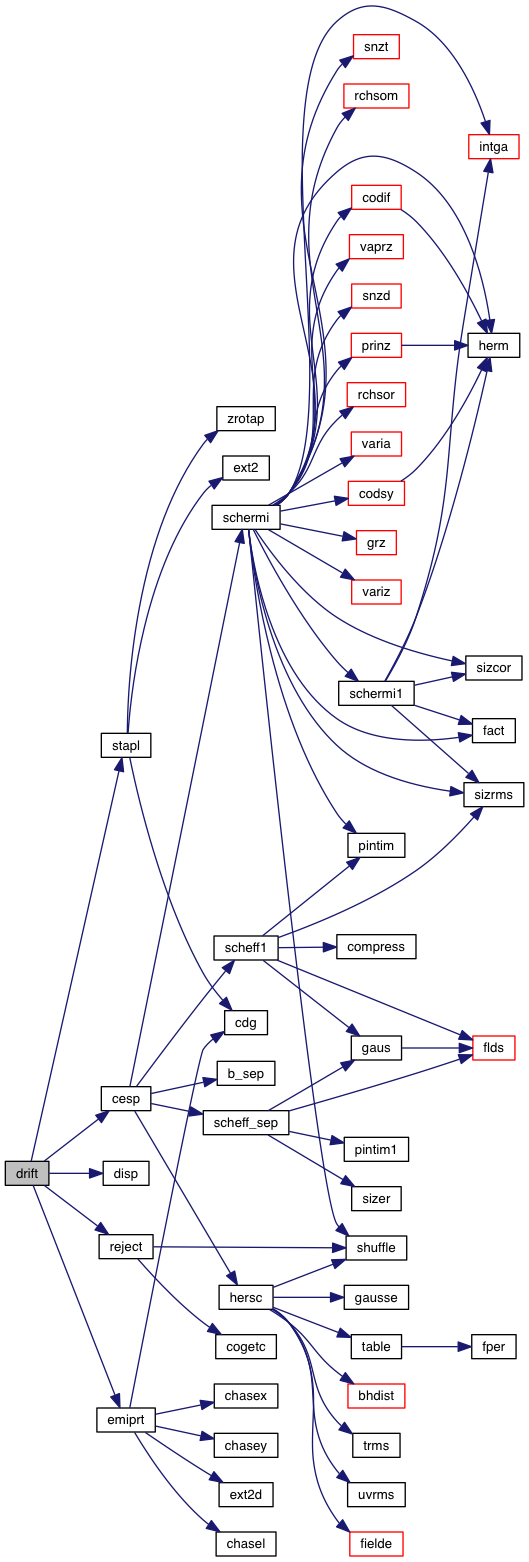 snzt
rchsom
intga
codif
vaprz
snzd
prinz
herm
rchsor
zrotap
varia
ext2
codsy
schermi
grz
variz
sizcor
schermi1
fact
stapl
sizrms
pintim
scheff1
compress
cdg
gaus
flds
b_sep
cesp
scheff_sep
pintim1
drift
disp
sizer
reject
shuffle
hersc
gausse
cogetc
table
fper
chasex
bhdist
emiprt
chasey
trms
ext2d
uvrms
chasel
fielde